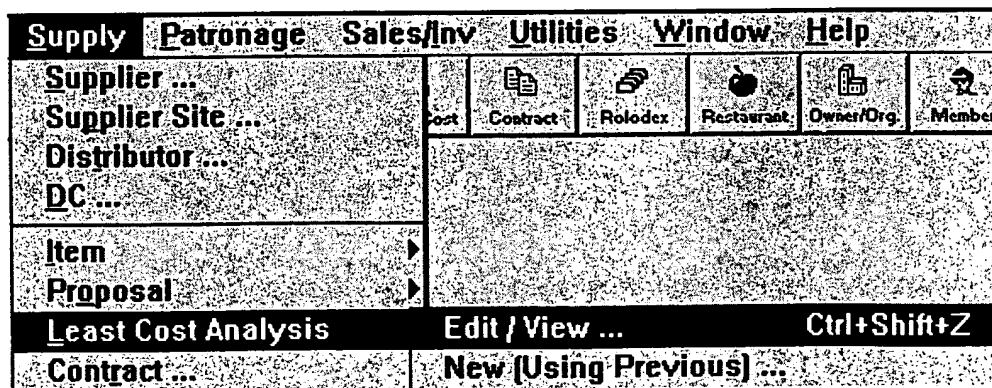 Supply Patronage Sales/Inv Utilities Window Help
Supplier ...
Cost Contract Rolodex Restaurant Owner/Org.
Supplier Site ...
Distributor ...
DC ...
Item
Proposal
Least Cost Analysis Edit / View ... Ctrl+Shift+Z
Contract ... New (Using Previous) ...